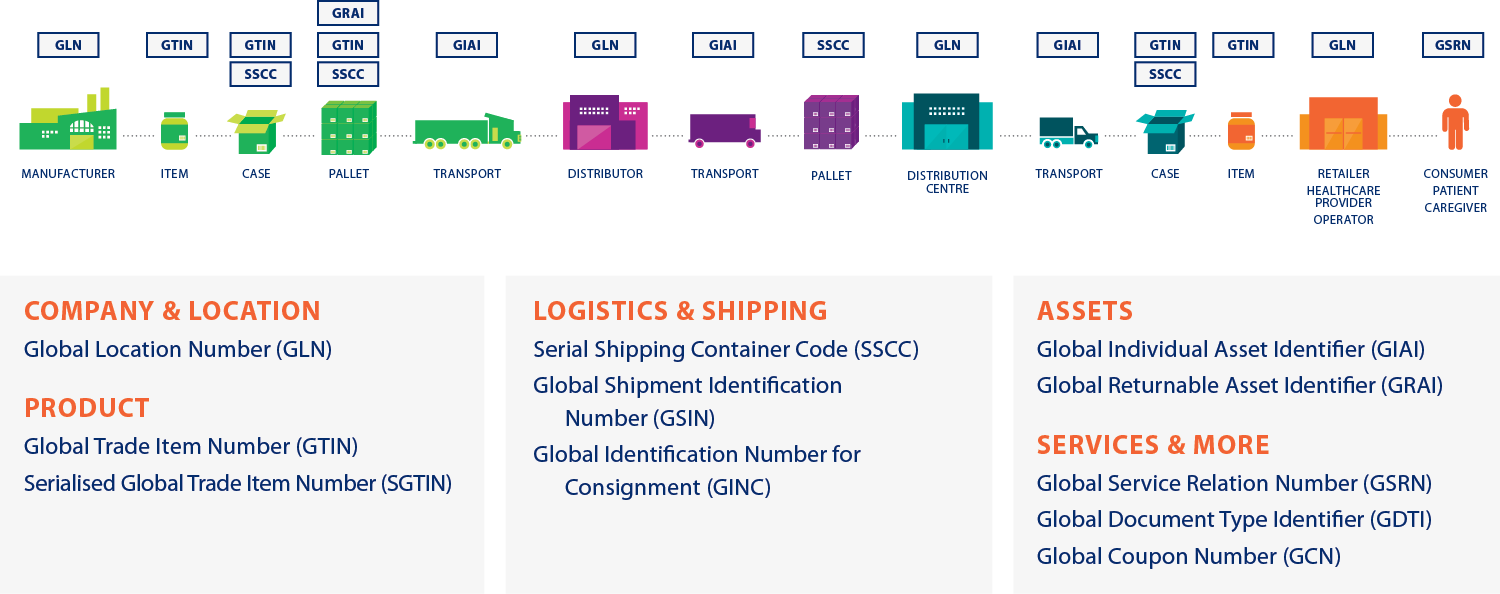 GRAI
GLN GTIN GTIN GTIN GIAI GLN GIAI SSCC GLN GIAI GTIN GTIN GLN GSRN
SSCC SSCC SSCC
MANUFACTURER ITEM CASE PALLET TRANSPORT DISTRIBUTOR TRANSPORT PALLET DISTRIBUTION TRANSPORT CASE ITEM RETAILER CONSUMER
CENTRE HEALTHCARE PATIENT
PROVIDER CAREGIVER
OPERATOR
COMPANY & LOCATION
Global Location Number (GLN)
PRODUCT
Global Trade Item Number (GTIN)
Serialised Global Trade Item Number (SGTIN)
LOGISTICS & SHIPPING
Serial Shipping Container Code (SSCC)
Global Shipment Identification
Number (GSIN)
Global Identification Number for
Consignment (GINC)
ASSETS
Global Individual Asset Identifier (GIAI)
Global Returnable Asset Identifier (GRAI)
SERVICES & MORE
Global Service Relation Number (GSRN)
Global Document Type Identifier (GDTI)
Global Coupon Number (GCN)